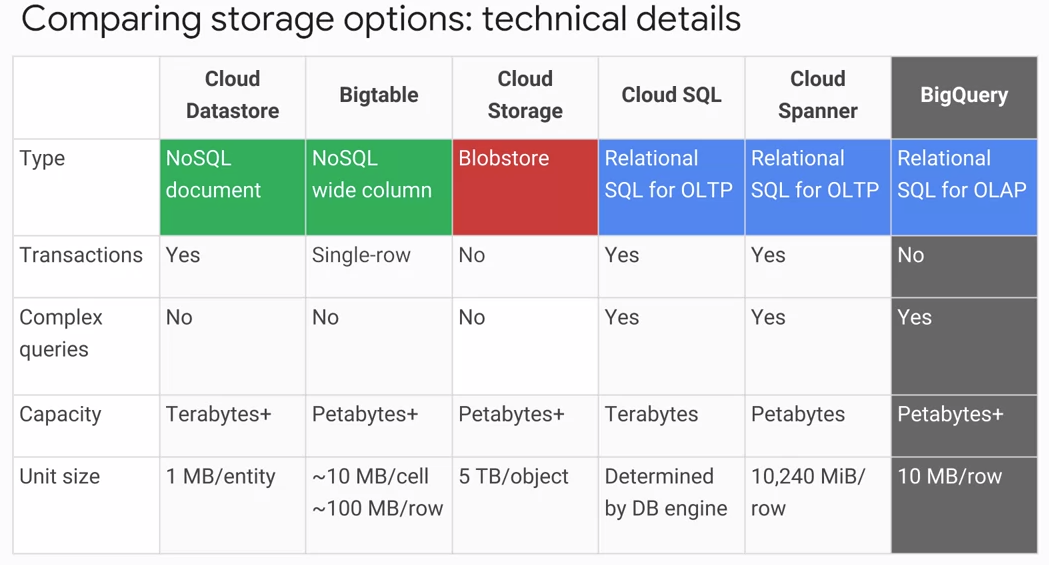 Comparing storage options: technical details
Cloud Datastore
Bigtable
Cloud Storage
Cloud SQL
Cloud Spanner
BigQuery
Type
NoSQL document
NoSQL wide column
Blobstore
Relational SQL for OLTP
Relational SQL for OLTP
Relational SQL for OLAP
Transactions
Yes
Single-row
No
Yes
Yes
No
Complex queries
No
No
No
Yes
Yes
Yes
Capacity
Terabytes+
Petabytes+
Petabytes+
Terabytes
Petabytes
Petabytes+
Unit size
1 MB/entity
~10 MB/cell ~100 MB/row
5 TB/object
Determined by DB engine
10,240 MiB/ row
10 MB/row